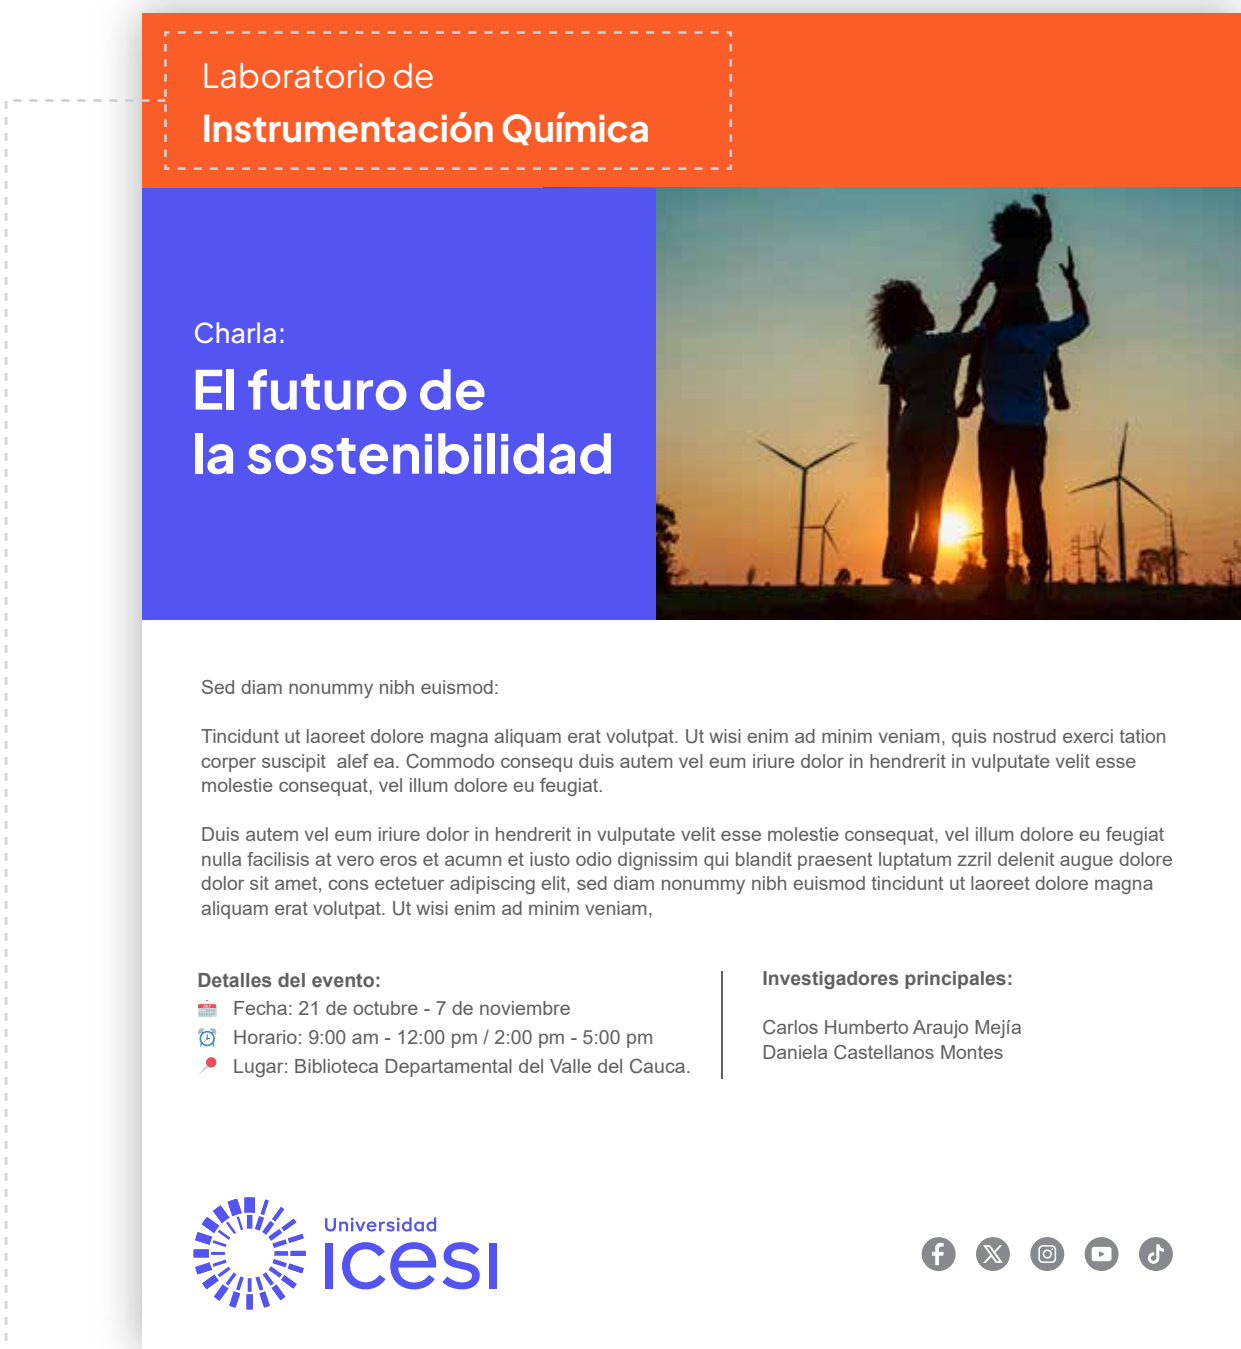 Laboratorio de
Instrumentación Química
Charla:
El futuro de
la sostenibilidad
Sed diam nonummy nibh euismod:
Tincidunt ut laoreet dolore magna aliquam erat volutpat. Ut wisi enim ad minim veniam, quis nostrud exerci tation
corper suscipit  alef ea. Commodo consequ duis autem vel eum iriure dolor in hendrerit in vulputate velit esse
molestie consequat, vel illum dolore eu feugiat.
Duis autem vel eum iriure dolor in hendrerit in vulputate velit esse molestie consequat, vel illum dolore eu feugiat
nulla facilisis at vero eros et acumn et iusto odio dignissim qui blandit praesent luptatum zzril delenit augue dolore
dolor sit amet, cons ectetuer adipiscing elit, sed diam nonummy nibh euismod tincidunt ut laoreet dolore magna
aliquam erat volutpat. Ut wisi enim ad minim veniam,
Detalles del evento:
Fecha: 21 de octubre - 7 de noviembre
Horario: 9:00 am - 12:00 pm / 2:00 pm - 5:00 pm
Lugar: Biblioteca Departamental del Valle del Cauca.
Investigadores principales:
Carlos Humberto Araujo Mejía
Daniela Castellanos Montes
Universidad
icesi